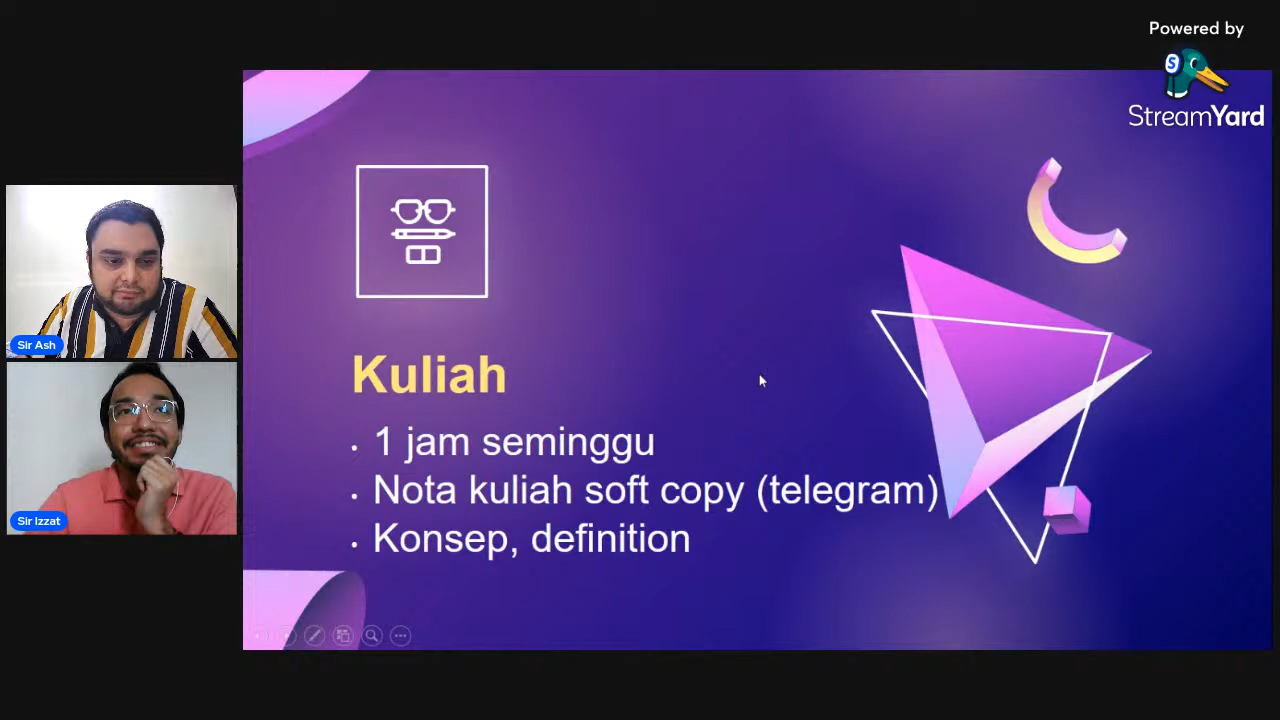 Powered by
StreamYard
Sir Ash
Sir Izzat
Kuliah
• 1 jam seminggu
• Nota kuliah soft copy (telegram)
• Konsep, definition